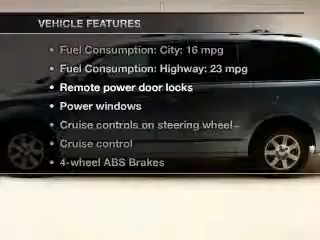 VEHICLE FEATURES
• Fuel Consumption: City: 16 mpg
• Fuel Consumption: Highway: 23 mpg
• Remote power door locks
• Power windows
• Cruise controls on steering wheel
• Cruise control
• 4-wheel ABS Brakes